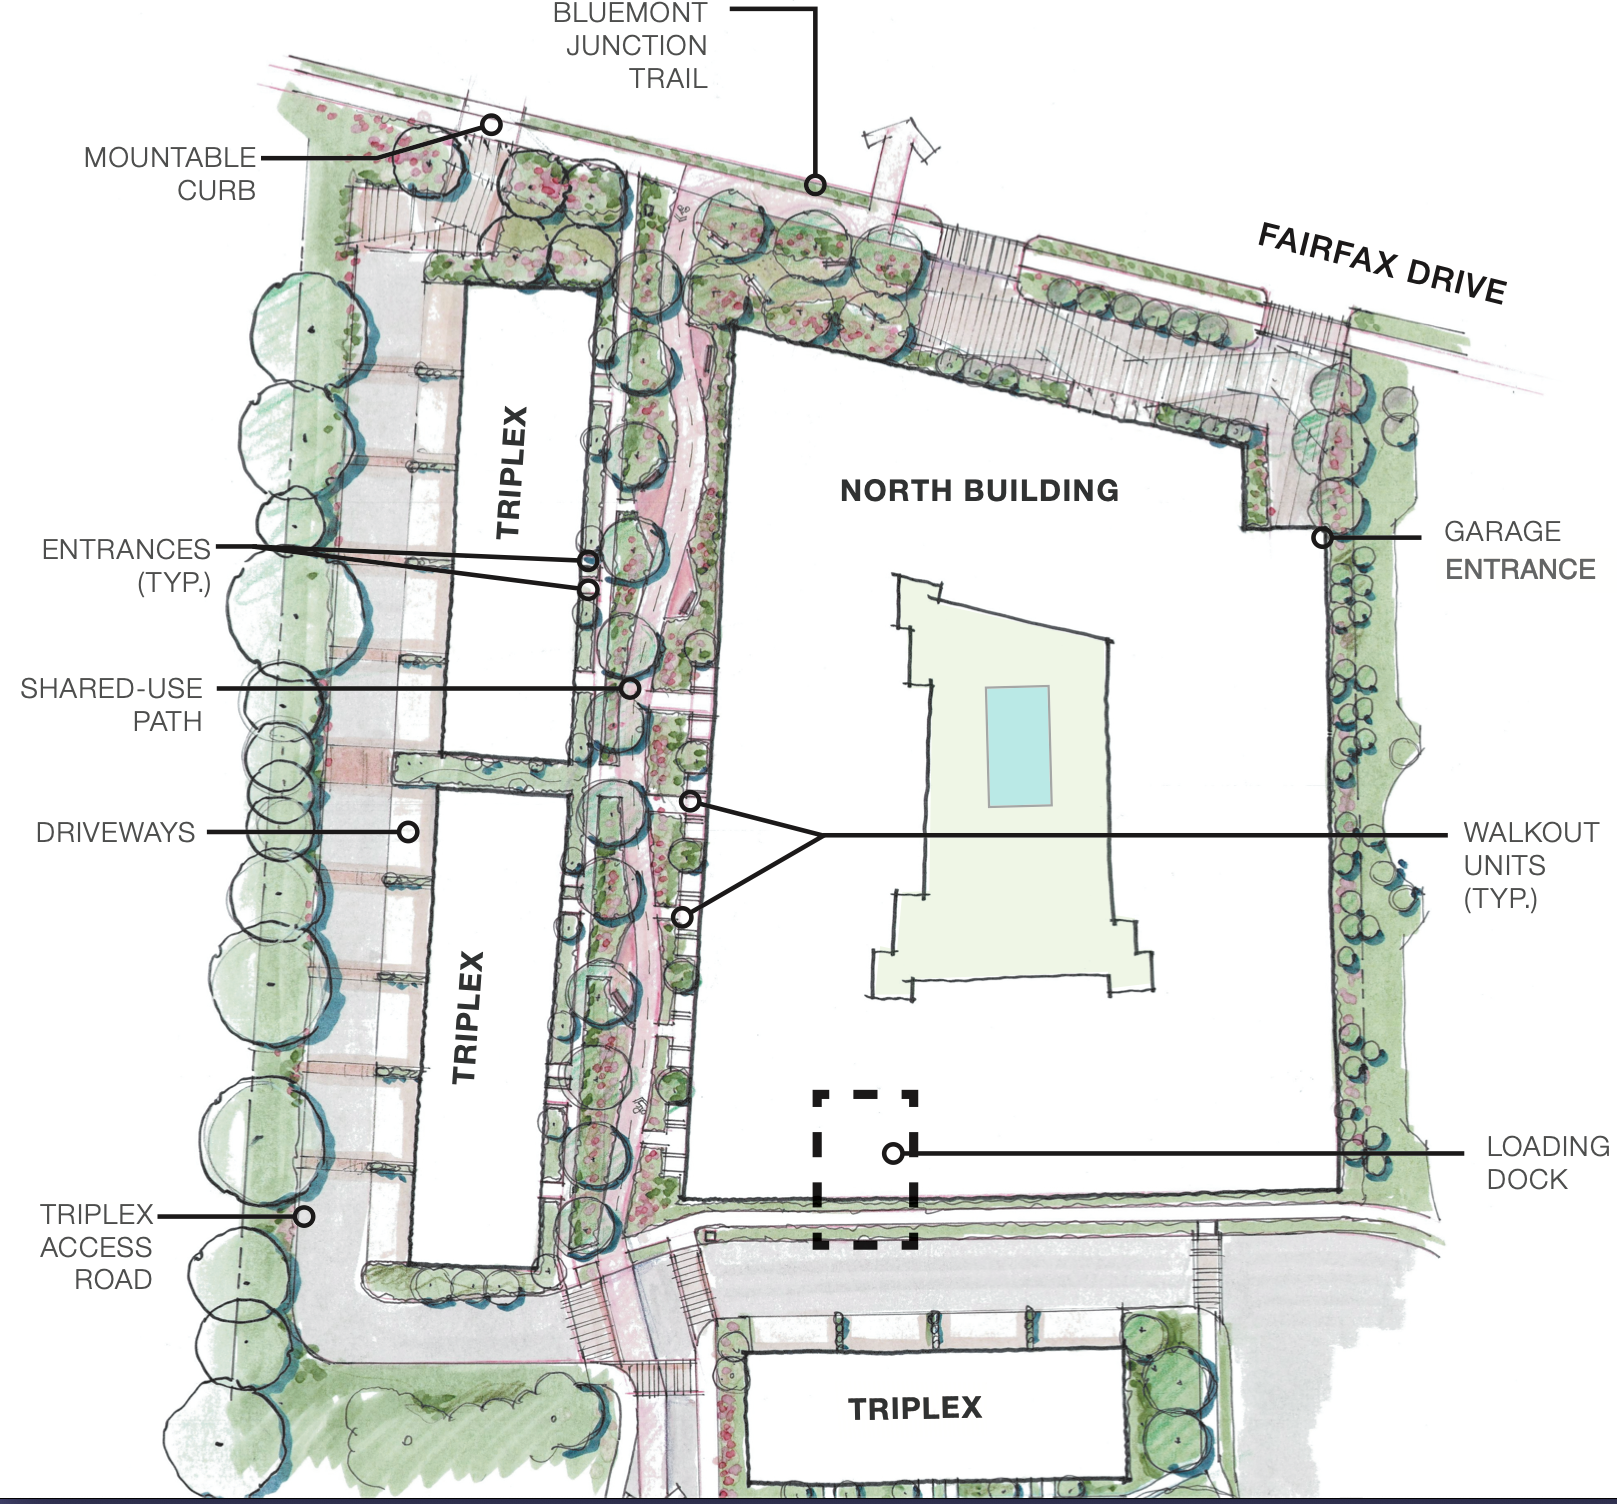 BLUEMONT
JUNCTION
TRAIL
MOUNTABLE
CURB
FAIRFAX DRIVE
TRIPLEX
NORTH BUILDING
ENTRANCES
(TYP.)
GARAGE
ENTRANCE
SHARED-USE
PATH
DRIVEWAYS
WALKOUT
UNITS
(TYP.)
TRIPLEX
LOADING
DOCK
TRIPLEX
ACCESS
ROAD
TRIPLEX